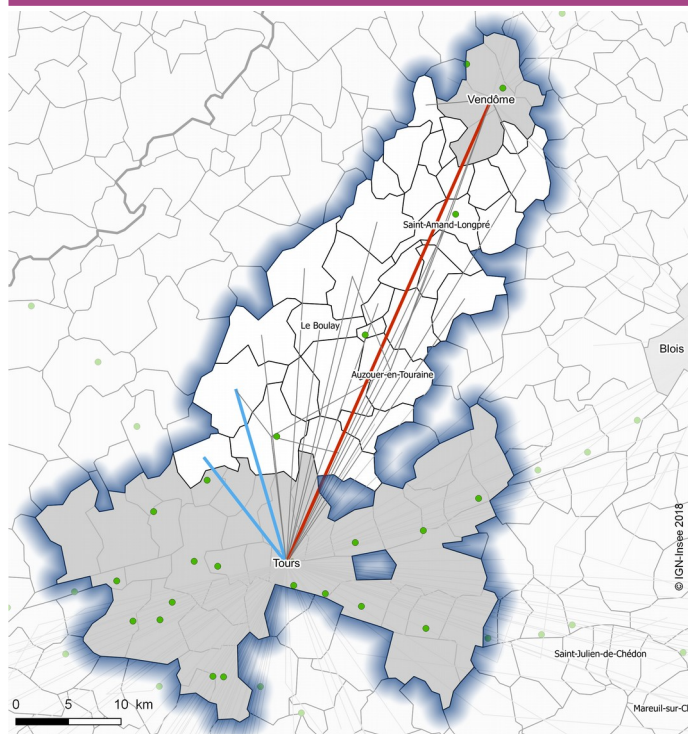 Vendôme
Saint-Amand-Longpré
Le Boulay
Blois
Auzouer-en-Touraine
Tours
© IGN-Insee 2018
Saint-Julien-de-Chédon
0 5 10 km